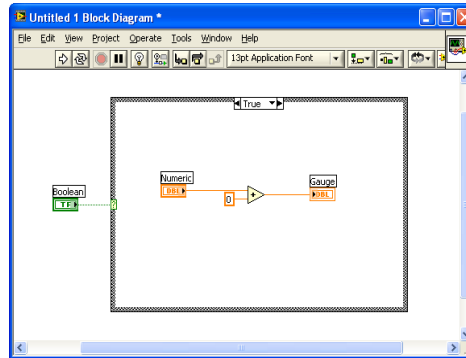 Untitled 1 Block Diagram *
File Edit View Project Operate Tools Window Help
13pt Application Font
True
Numeric
DBL
Gauge
DBL
0
+
Boolean
TF
?